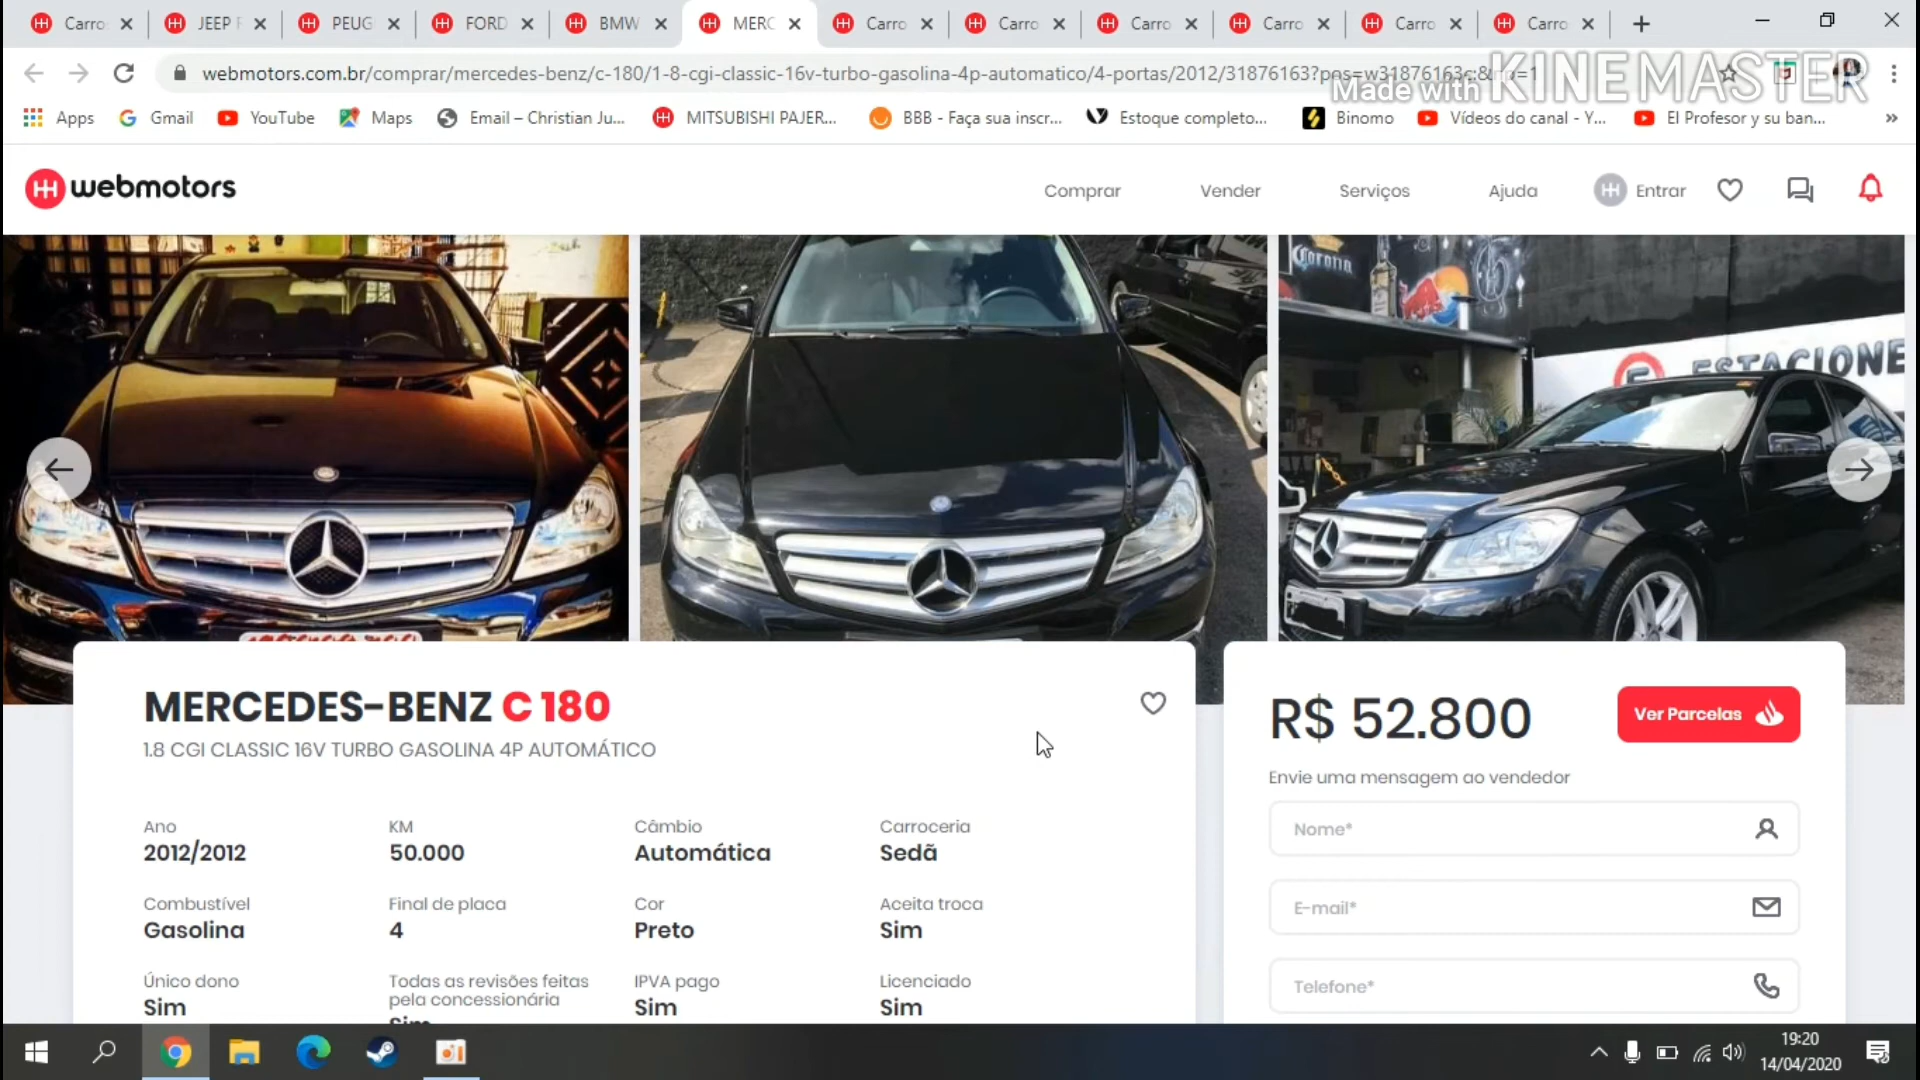 Carro
JEEP
PEUG
FORD
BMW
MERC
Carro
Carro
Carro
Carro
Carro
Carro
webmotors.com.br/comprar/mercedes-benz/c-180/1-8-cgi-classic-16v-turbo-gasolina-4p-automatico/4-portas/2012/31876163?pos=w31876163c:&np=1
Made with KINEMASTER
Apps
Gmail
YouTube
Maps
Email – Christian Ju...
MITSUBISHI PAJER...
BBB - Faça sua inscr...
Estoque completo...
Binomo
Vídeos do canal - Y...
El Profesor y su ban...
»
webmotors
Comprar
Vender
Serviços
Ajuda
Entrar
Corona
ESTACIONE
MERCEDES-BENZ C 180
1.8 CGI CLASSIC 16V TURBO GASOLINA 4P AUTOMÁTICO
Ano
2012/2012
KM
50.000
Câmbio
Automática
Carroceria
Sedã
Combustível
Gasolina
Final de placa
4
Cor
Preto
Aceita troca
Sim
Único dono
Sim
Todas as revisões feitas
pela concessionária
Sim
IPVA pago
Sim
Licenciado
Sim
R$ 52.800
Ver Parcelas
Envie uma mensagem ao vendedor
Nome*
E-mail*
Telefone*
19:20
14/04/2020